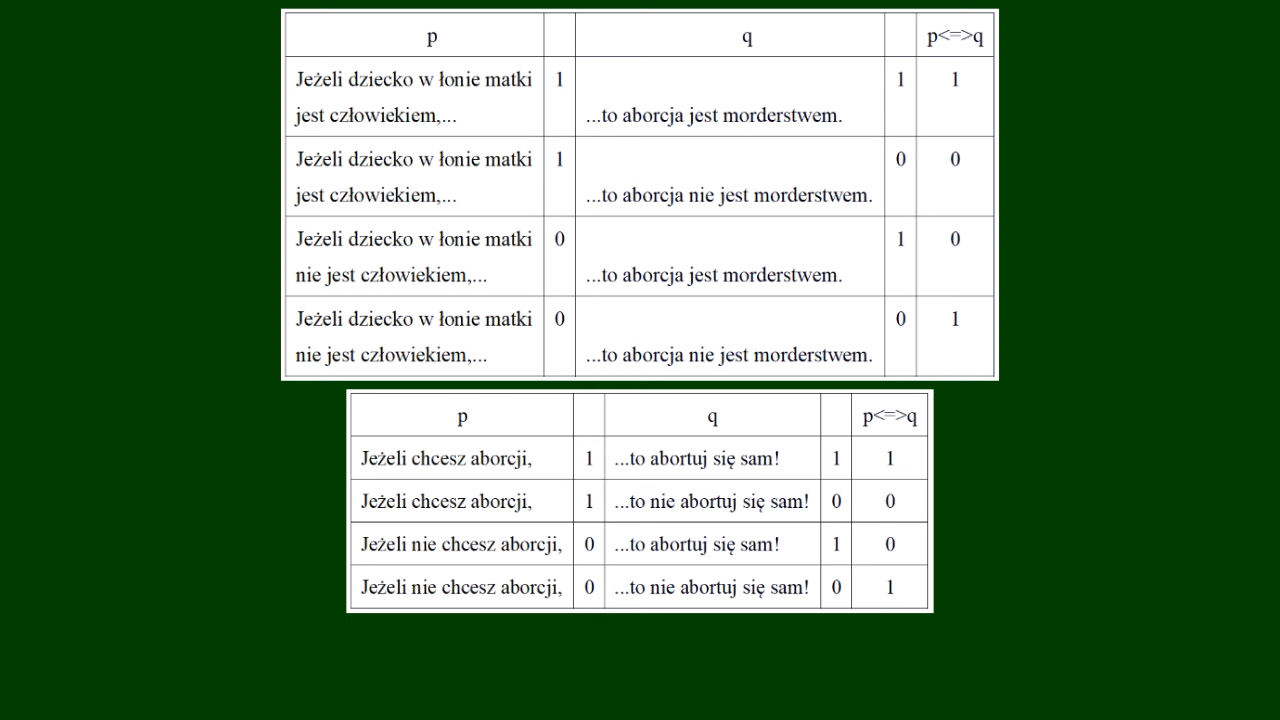 p q p<=>q
Jeżeli dziecko w łonie matki 1 1 1
jest człowiekiem,... ...to aborcja jest morderstwem.
Jeżeli dziecko w łonie matki 1 0 0
jest człowiekiem,... ...to aborcja nie jest morderstwem.
Jeżeli dziecko w łonie matki 0 1 0
nie jest człowiekiem,... ...to aborcja jest morderstwem.
Jeżeli dziecko w łonie matki 0 0 1
nie jest człowiekiem,... ...to aborcja nie jest morderstwem.
p q p<=>q
Jeżeli chcesz aborcji, 1 ...to abortuj się sam! 1 1
Jeżeli chcesz aborcji, 1 ...to nie abortuj się sam! 0 0
Jeżeli nie chcesz aborcji, 0 ...to abortuj się sam! 1 0
Jeżeli nie chcesz aborcji, 0 ...to nie abortuj się sam! 0 1